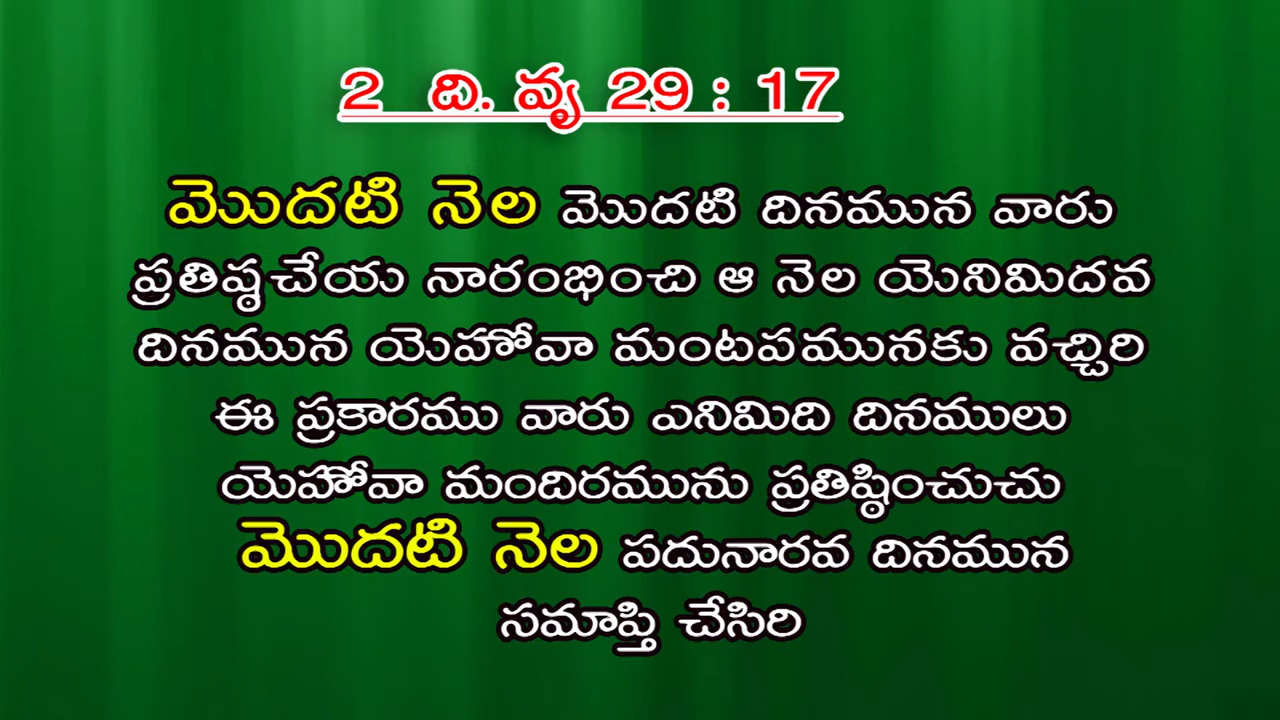 2 ది. వృ 29 : 17
మొదటి నెల మొదటి దినమున వారు
ప్రతిష్ఠచేయ నారంభించి ఆ నెల యెనిమిదవ
దినమున యెహోవా మంటపమునకు వచ్చిరి
ఈ ప్రకారము వారు ఎనిమిది దినములు
యెహోవా మందిరమును ప్రతిష్ఠించుచు
మొదటి నెల పదునారవ దినమున
సమాప్తి చేసిరి